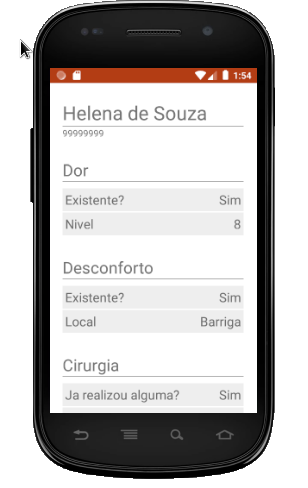 1:54
Helena de Souza
99999999
Dor
Existente? Sim
Nivel 8
Desconforto
Existente? Sim
Local Barriga
Cirurgia
Ja realizou alguma? Sim